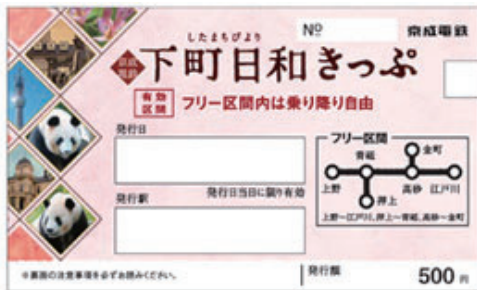 №
京成電鉄
したまちびより
京成電鉄
下町日和きっぷ
有効区間
フリー区間内は乗り降り自由
発行日
発行日当日に限り有効
発行駅
フリー区間
青砥
金町
上野
高砂
江戸川
押上
上野〜江戸川、押上〜青砥、高砂〜金町
※裏面の注意事項を必ずお読みください。
発行額
500円